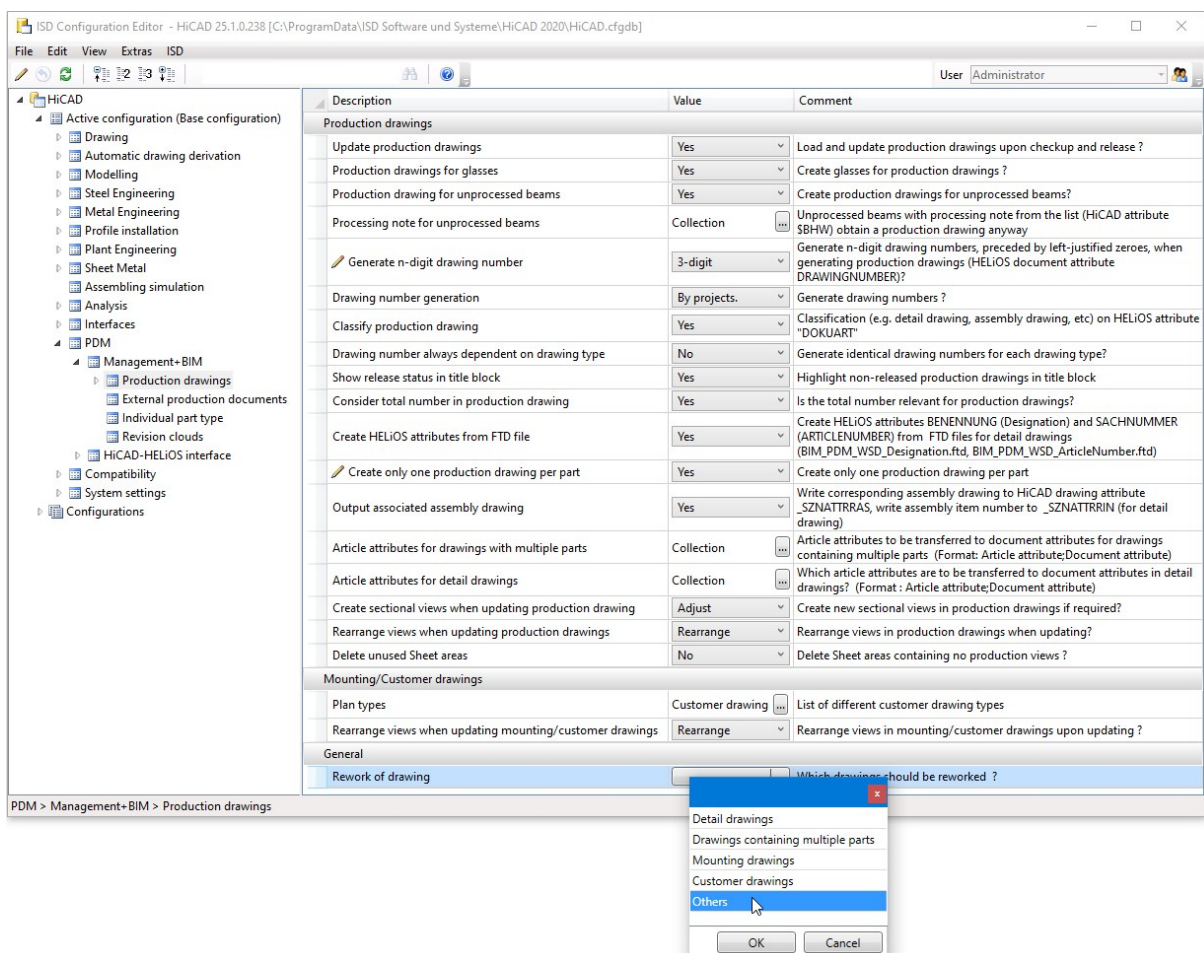 ISD Configuration Editor - HiCAD 25.1.0.238 [C:\ProgramData\ISD Software und Systeme\HiCAD 2020\HiCAD.cfgdb]
File Edit View Extras ISD
User Administrator
HiCAD
Active configuration (Base configuration)
Drawing
Automatic drawing derivation
Modelling
Steel Engineering
Metal Engineering
Profile installation
Plant Engineering
Sheet Metal
Assembling simulation
Analysis
Interfaces
PDM
Management+BIM
Production drawings
External production documents
Individual part type
Revision clouds
HiCAD-HELiOS interface
Compatibility
System settings
Configurations
Description Value Comment
Production drawings
Update production drawings Yes Load and update production drawings upon checkup and release ?
Production drawings for glasses Yes Create glasses for production drawings ?
Production drawing for unprocessed beams Yes Create production drawings for unprocessed beams?
Processing note for unprocessed beams Collection ... Unprocessed beams with processing note from the list (HiCAD attribute
$BHW) obtain a production drawing anyway
Generate n-digit drawing number 3-digit Generate n-digit drawing numbers, preceded by left-justified zeroes, when
generating production drawings (HELiOS document attribute
DRAWINGNUMBER)?
Drawing number generation By projects. Generate drawing numbers ?
Classify production drawing Yes Classification (e.g. detail drawing, assembly drawing, etc) on HELiOS attribute
"DOKUART"
Drawing number always dependent on drawing type No Generate identical drawing numbers for each drawing type?
Show release status in title block Yes Highlight non-released production drawings in title block
Consider total number in production drawing Yes Is the total number relevant for production drawings?
Create HELiOS attributes from FTD file Yes Create HELiOS attributes BENENNUNG (Designation) and SACHNUMMER
(ARTICLENUMBER) from FTD files for detail drawings
(BIM_PDM_WSD_Designation.ftd, BIM_PDM_WSD_ArticleNumber.ftd)
Create only one production drawing per part Yes Create only one production drawing per part
Output associated assembly drawing Yes Write corresponding assembly drawing to HiCAD drawing attribute
_SZNATTRRAS, write assembly item number to _SZNATTRRIN (for detail
drawing)
Article attributes for drawings with multiple parts Collection ... Article attributes to be transferred to document attributes for drawings
containing multiple parts (Format: Article attribute;Document attribute)
Article attributes for detail drawings Collection ... Which article attributes are to be transferred to document attributes in detail
drawings? (Format : Article attribute;Document attribute)
Create sectional views when updating production drawing Adjust Create new sectional views in production drawings if required?
Rearrange views when updating production drawings Rearrange Rearrange views in production drawings when updating?
Delete unused Sheet areas No Delete Sheet areas containing no production views ?
Mounting/Customer drawings
Plan types Customer drawing ... List of different customer drawing types
Rearrange views when updating mounting/customer drawings Rearrange Rearrange views in mounting/customer drawings upon updating ?
General
Rework of drawing Which drawings should be reworked ?
PDM > Management+BIM > Production drawings
Detail drawings
Drawings containing multiple parts
Mounting drawings
Customer drawings
Others
OK Cancel